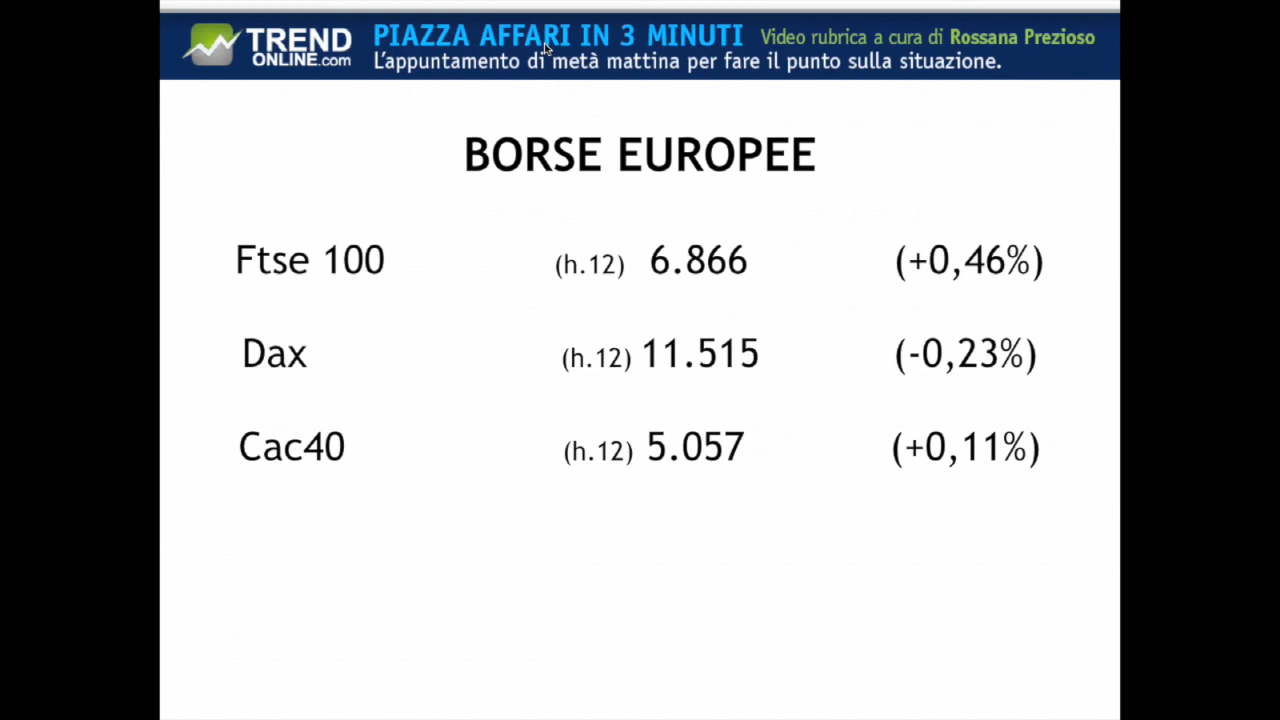 TREND
ONLINE.com
PIAZZA AFFARI IN 3 MINUTI Video rubrica a cura di Rossana Prezioso
L'appuntamento di metà mattina per fare il punto sulla situazione.
BORSE EUROPEE
Ftse 100 (h.12) 6.866 (+0,46%)
Dax (h.12) 11.515 (-0,23%)
Cac40 (h.12) 5.057 (+0,11%)